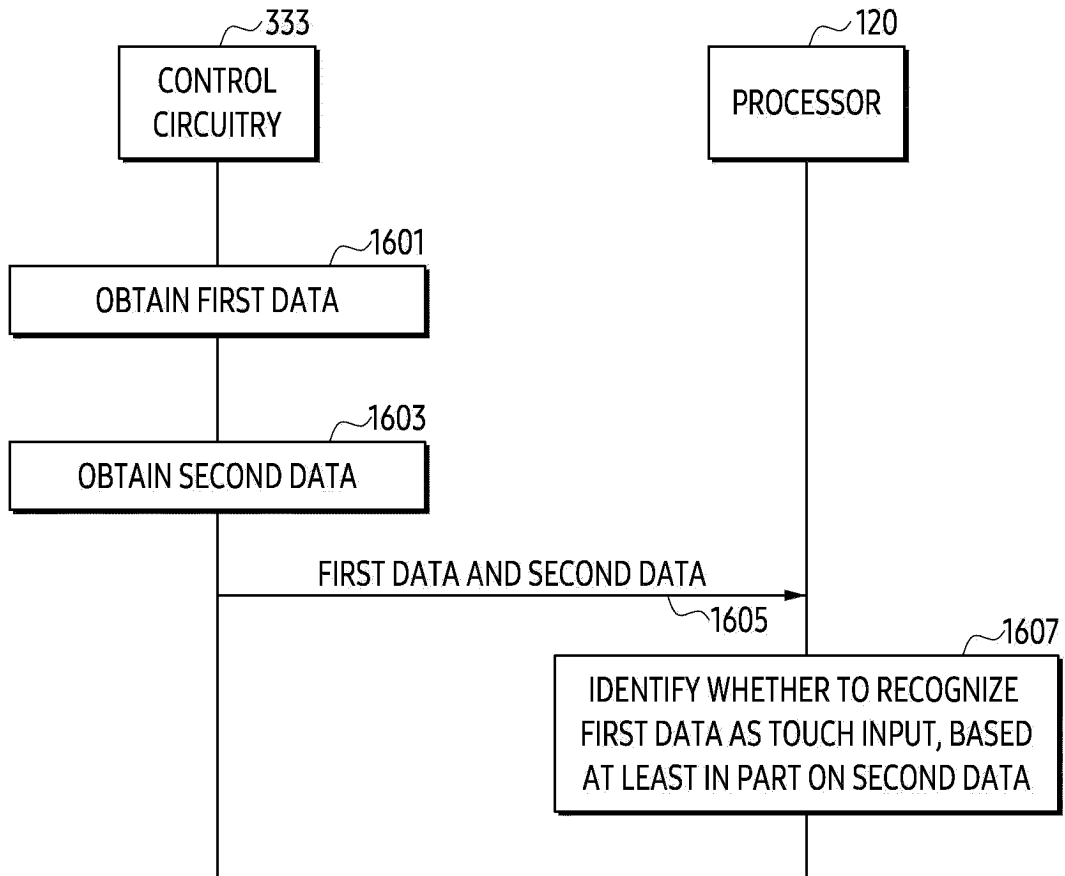 333
120
CONTROL
CIRCUITRY
PROCESSOR
1601
OBTAIN FIRST DATA
1603
OBTAIN SECOND DATA
FIRST DATA AND SECOND DATA
1605
1607
IDENTIFY WHETHER TO RECOGNIZE
FIRST DATA AS TOUCH INPUT, BASED
AT LEAST IN PART ON SECOND DATA